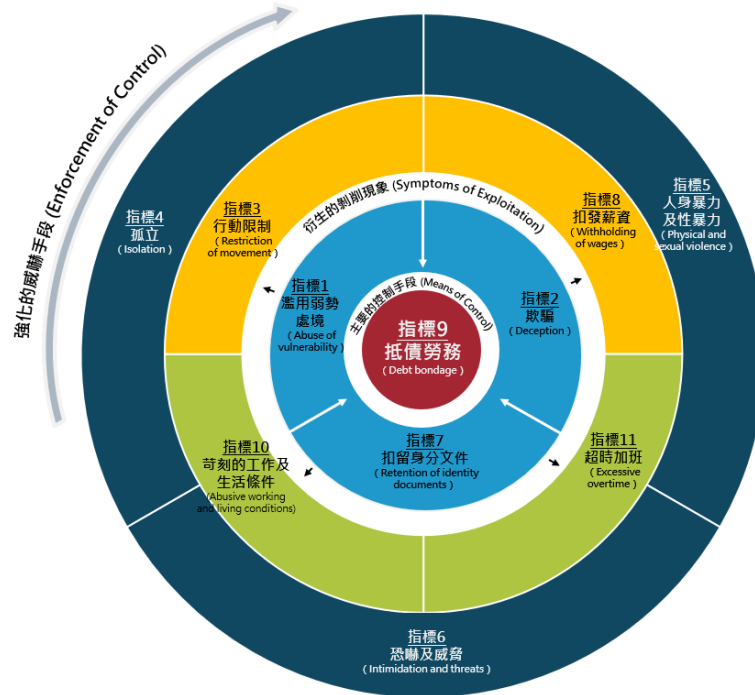 強化的威嚇手段 (Enforcement of Control)
指標4
孤立
( Isolation )
指標5
人身暴力
及性暴力
( Physical and
sexual violence )
指標6
恐嚇及威脅
( Intimidation and threats )
指標3
行動限制
( Restriction
of movement )
指標8
扣發薪資
( Withholding
of wages )
指標10
苛刻的工作及
生活條件
(Abusive working
and living conditions)
指標11
超時加班
( Excessive
overtime )
衍生的剝削現象 (Symptoms of Exploitation)
指標1
濫用弱勢
處境
( Abuse of
vulnerability )
指標2
欺騙
( Deception )
指標7
扣留身分文件
( Retention of identity
documents )
主要的控制手段 (Means of Control)
指標9
抵債勞務
( Debt bondage )